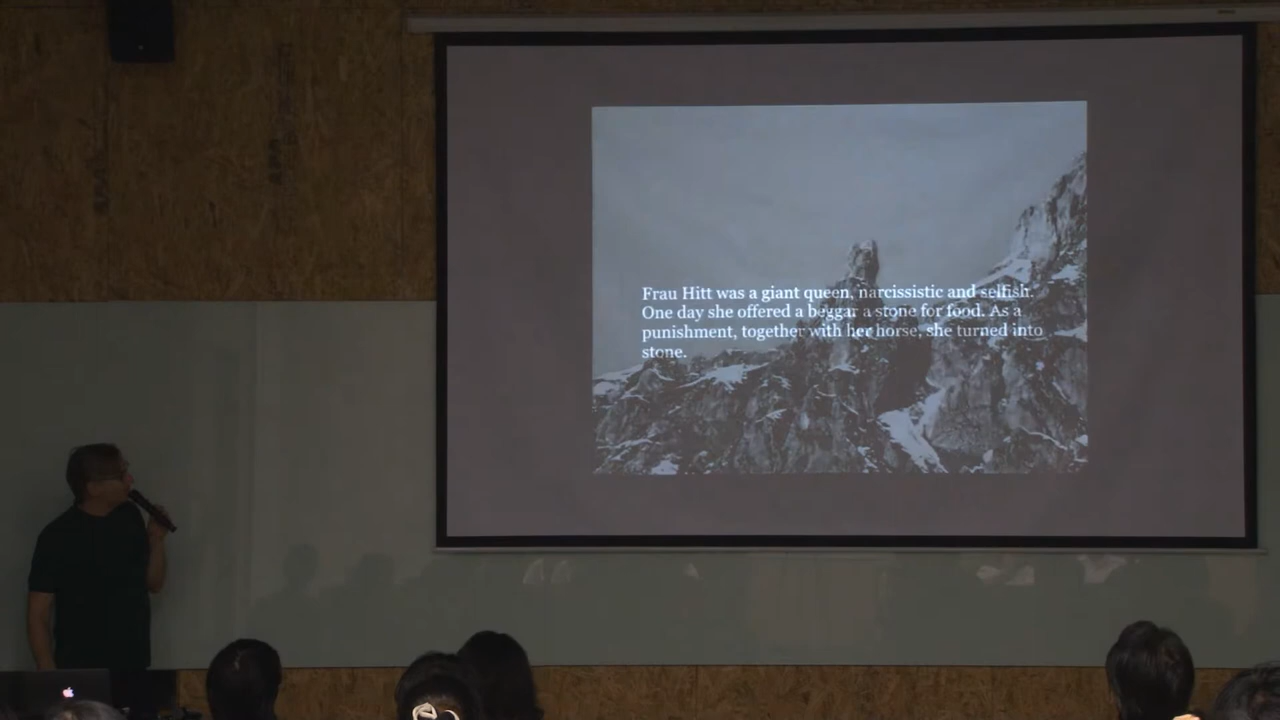 Frau Hitt was a giant queen, narcissistic and selfish.
One day she offered a beggar a stone for food. As a
punishment, together with her horse, she turned into
stone.